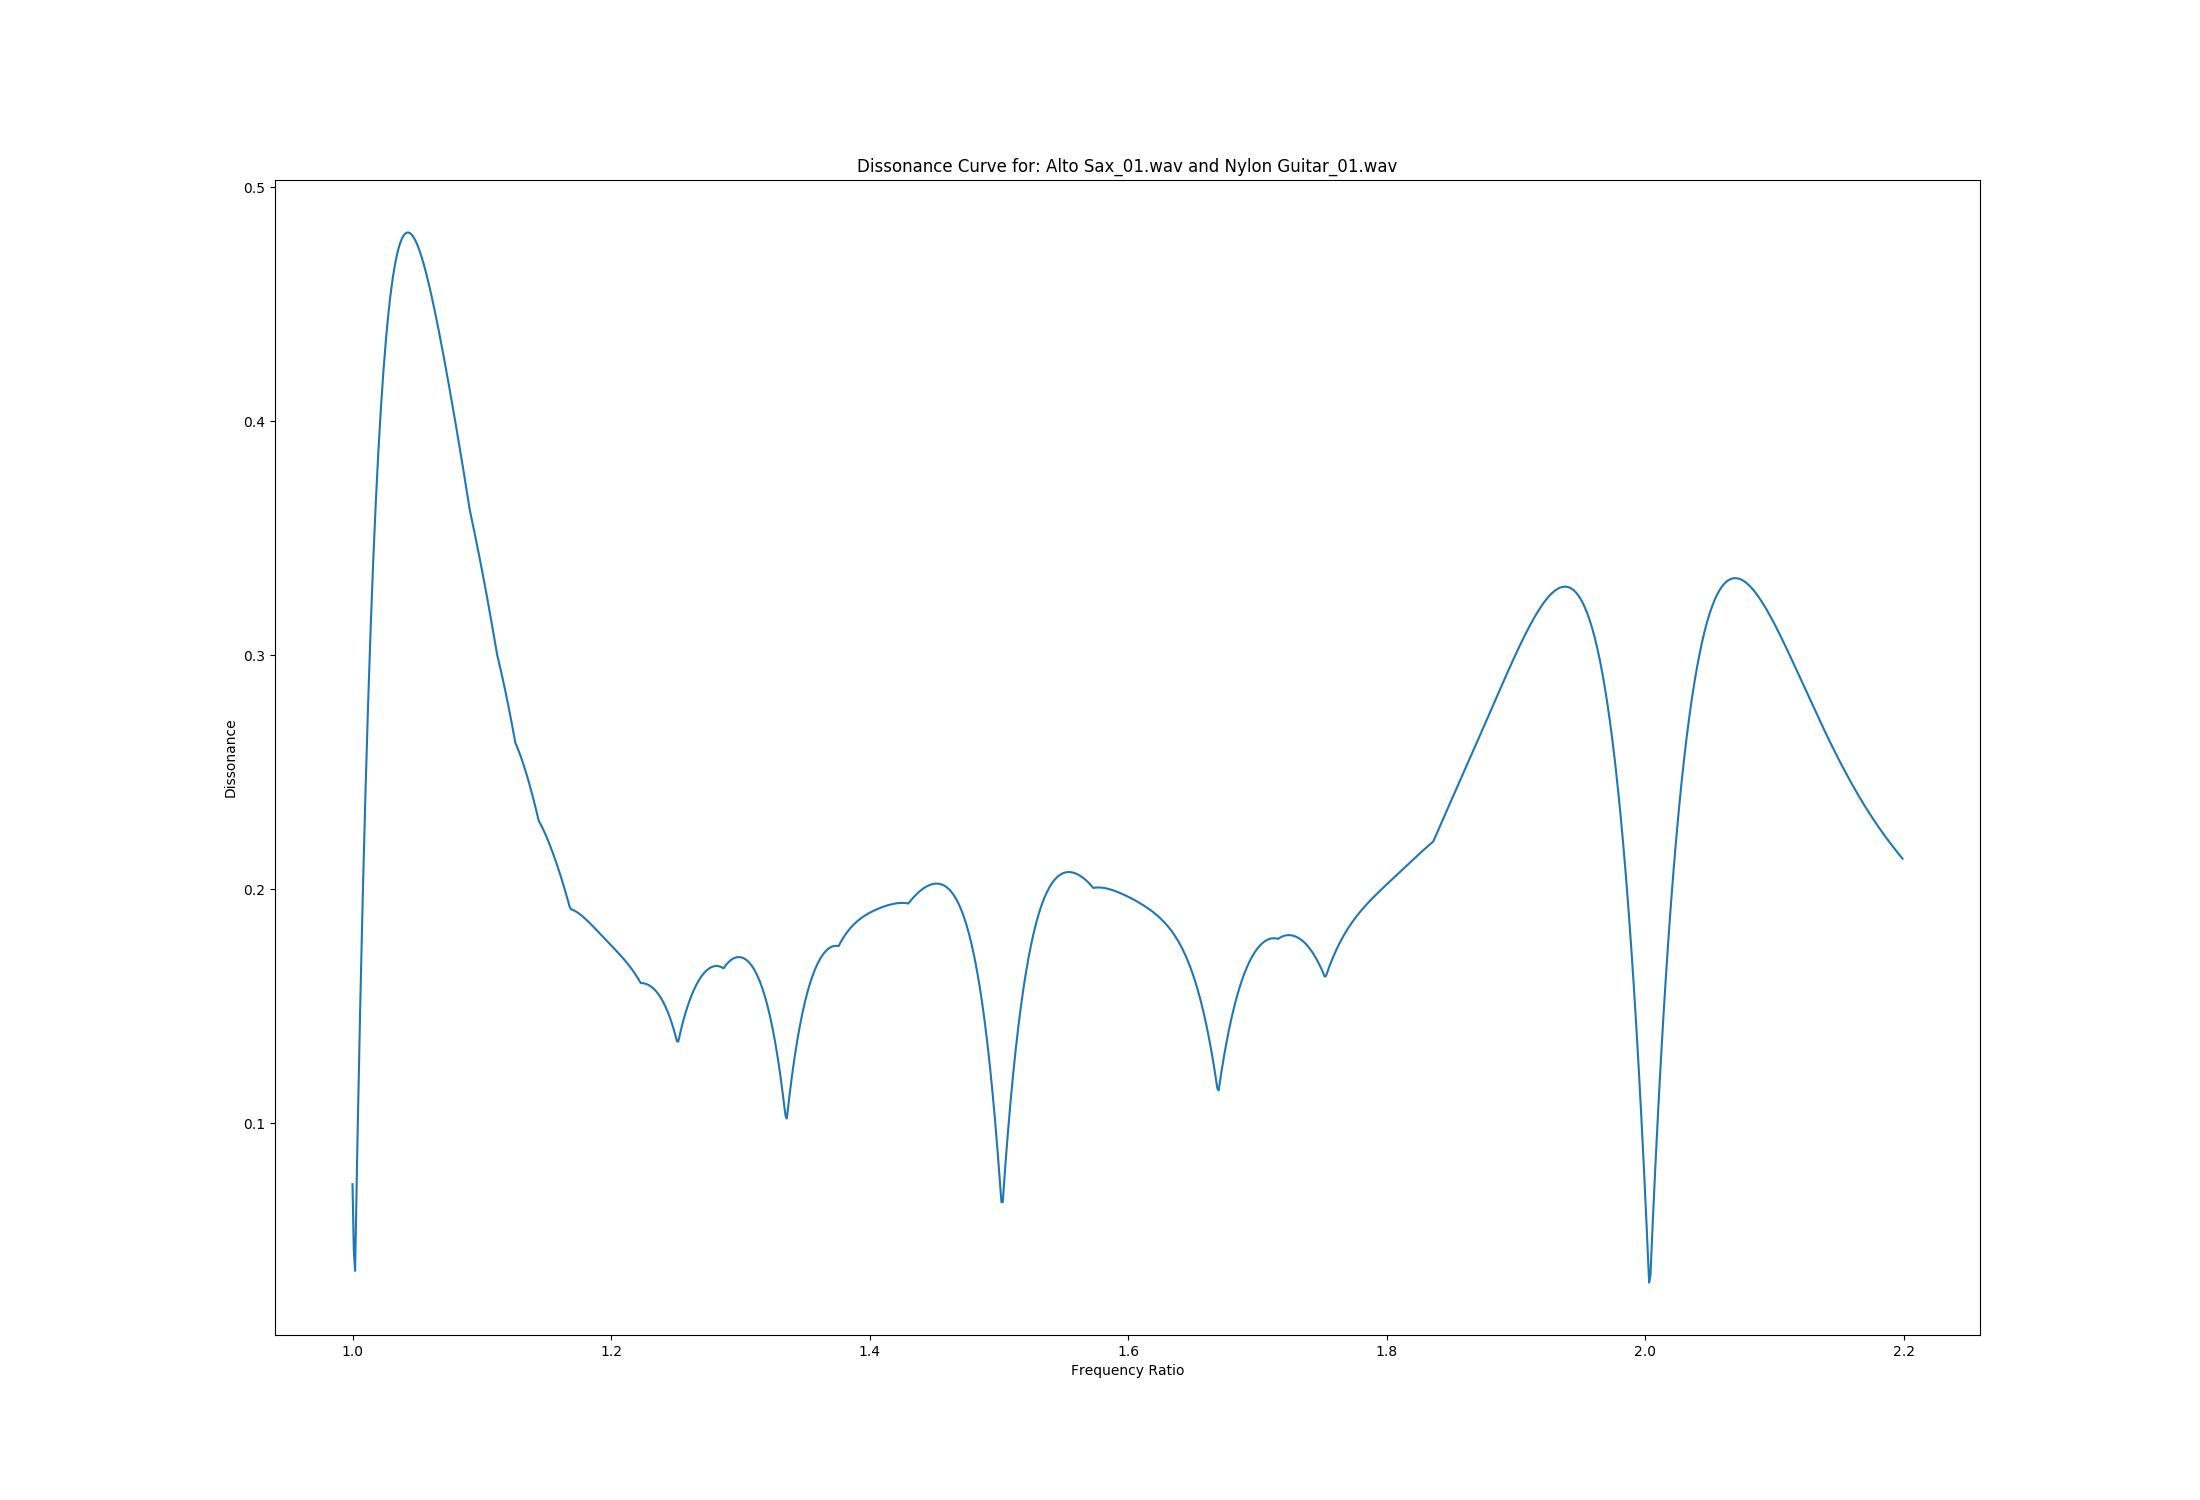 Dissonance Curve for: Alto Sax_01.wav and Nylon Guitar_01.wav
0.5
0.4
0.3
0.2
0.1
Dissonance
1.0 1.2 1.4 1.6 1.8 2.0 2.2
Frequency Ratio